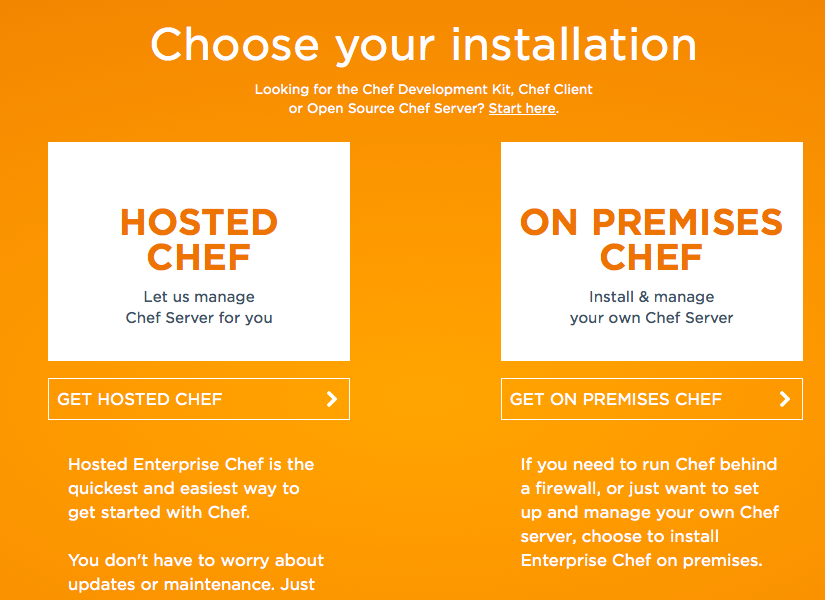 Choose your installation
Looking for the Chef Development Kit, Chef Client
or Open Source Chef Server? Start here.
HOSTED
CHEF
Let us manage
Chef Server for you
GET HOSTED CHEF
Hosted Enterprise Chef is the
quickest and easiest way to
get started with Chef.
You don't have to worry about
updates or maintenance. Just
ON PREMISES
CHEF
Install & manage
your own Chef Server
GET ON PREMISES CHEF
If you need to run Chef behind
a firewall, or just want to set
up and manage your own Chef
server, choose to install
Enterprise Chef on premises.